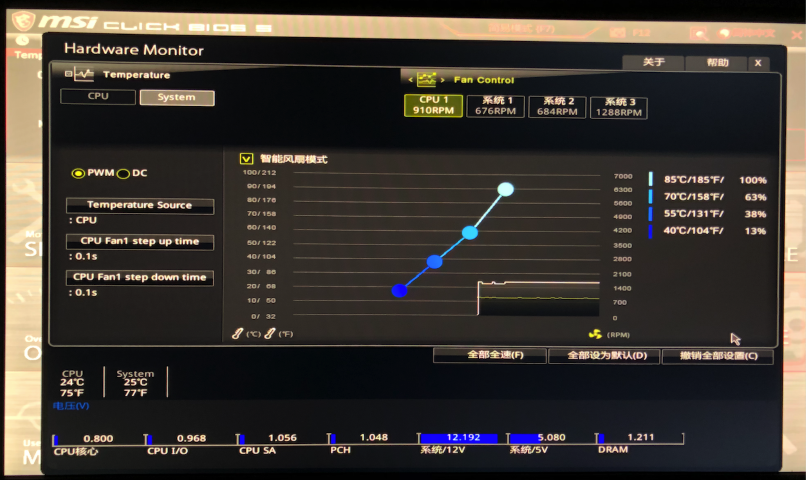 msi CLICK BIOS 5
F12
Hardware Monitor
关于 帮助 X
Temperature
< > Fan Control
CPU System
CPU 1 系统 1 系统 2 系统 3
910RPM 676RPM 684RPM 1288RPM
V 智能风扇模式
PWM DC
Temperature Source
: CPU
CPU Fan1 step up time
: 0.1s
CPU Fan1 step down time
: 0.1s
100/212 7000
90/194 6300
80/176 5600
70/158 4900
60/140 4200
50/122 3500
40/104 2800
30/ 86 2100
20/ 68 1400
10/ 50 700
0/ 32 0
(°C) (°F) (RPM)
85°C/185°F/ 100%
70°C/158°F/ 63%
55°C/131°F/ 38%
40°C/104°F/ 13%
全部全速(F) 全部设为默认(D) 撤销全部设置(C)
CPU System
24°C 25°C
75°F 77°F
电压(V)
0.800 0.968 1.056 1.048 12.192 5.080 1.211
CPU核心 CPU I/O CPU SA PCH 系统/12V 系统/5V DRAM